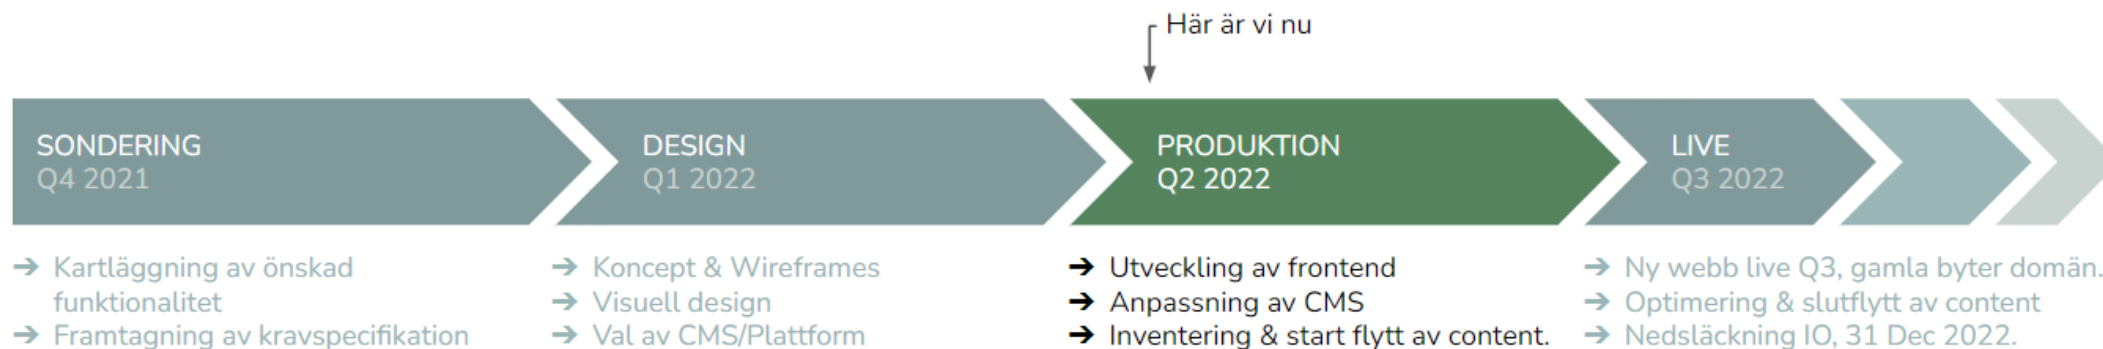 Här är vi nu
SONDERING
Q4 2021
➔ Kartläggning av önskad
funktionalitet
➔ Framtagning av kravspecifikation
DESIGN
Q1 2022
➔ Koncept & Wireframes
➔ Visuell design
➔ Val av CMS/Plattform
PRODUKTION
Q2 2022
➔ Utveckling av frontend
➔ Anpassning av CMS
➔ Inventering & start flytt av content.
LIVE
Q3 2022
➔ Ny webb live Q3, gamla byter domän.
➔ Optimering & slutflytt av content
➔ Nedsläckning IO, 31 Dec 2022.